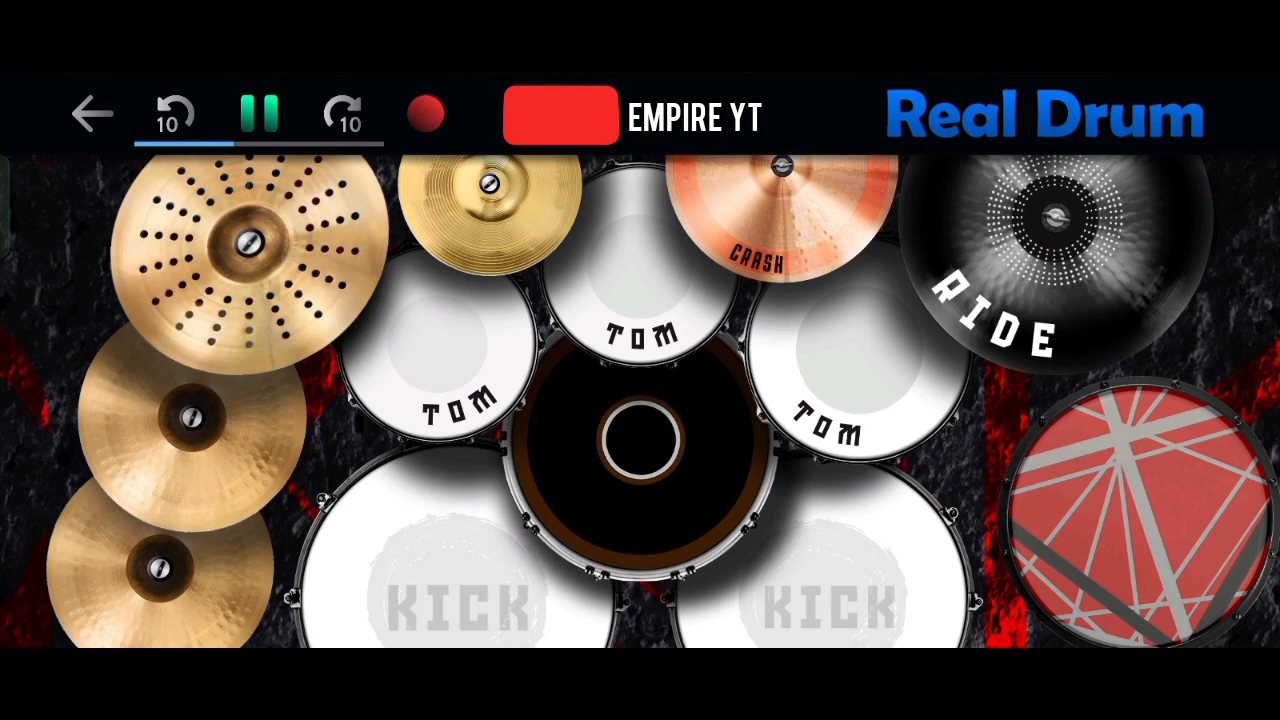 10
10
EMPIRE YT
Real Drum
CRASH
RIDE
TOM
TOM
TOM
KICK
KICK